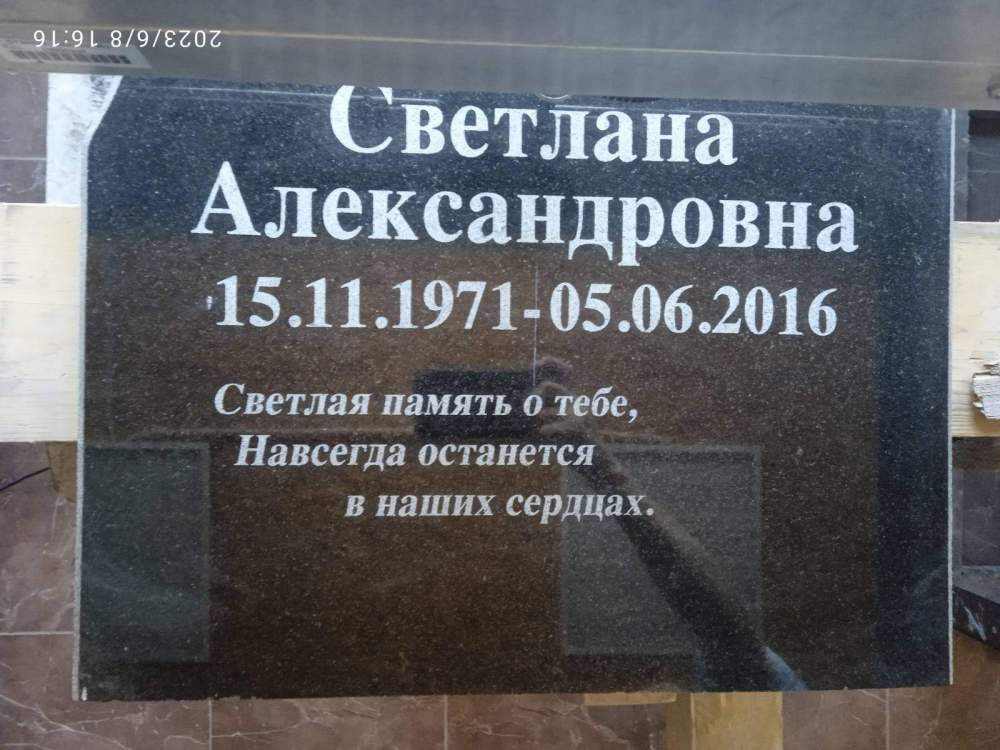 2023/6/8 16:16
Светлана
Александровна
15.11.1971-05.06.2016
Светлая память о тебе,
Навсегда останется
в наших сердцах.